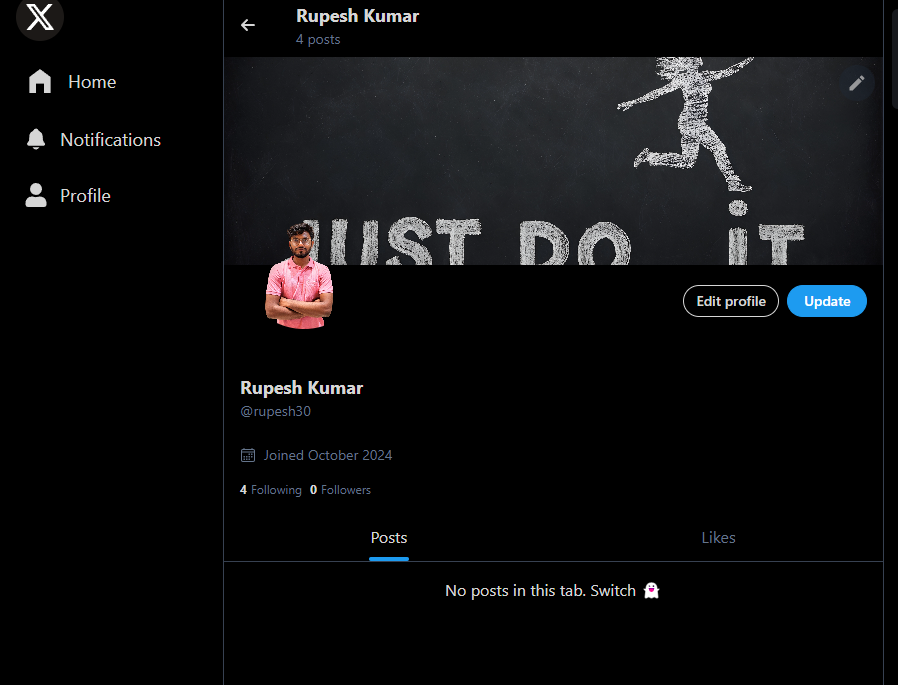 Home
Notifications
Profile
Rupesh Kumar
4 posts
JUST DO iT
Edit profile
Update
Rupesh Kumar
@rupesh30
Joined October 2024
4 Following 0 Followers
Posts Likes
No posts in this tab. Switch 👻